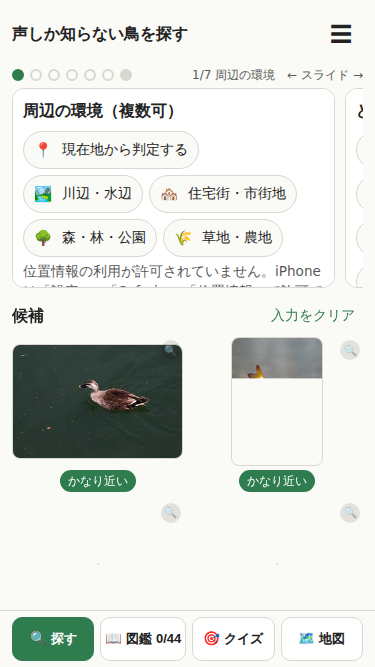 声しか知らない鳥を探す
1/7 周辺の環境 ← スライド →
周辺の環境（複数可）
現在地から判定する
川辺・水辺
住宅街・市街地
森・林・公園
草地・農地
位置情報の利用が許可されていません。iPhone
候補
入力をクリア
かなり近い
かなり近い
探す
図鑑 0/44
クイズ
地図